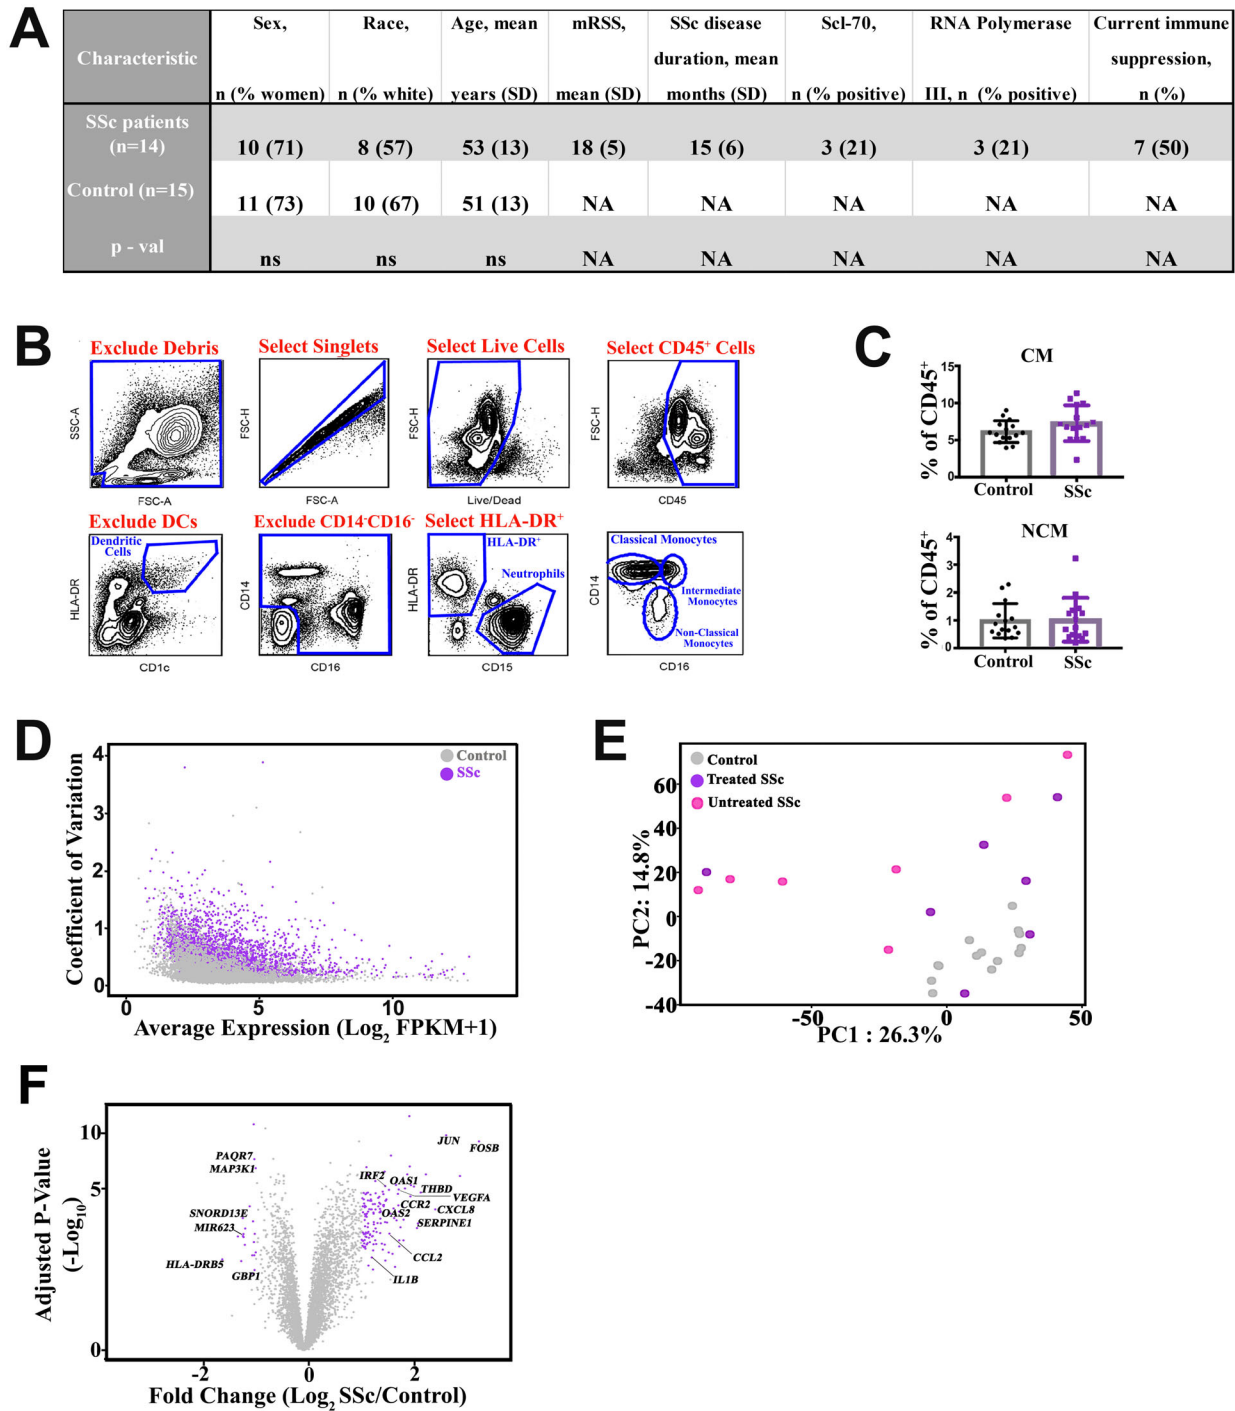 A
Characteristic
Sex,
n (% women)
Race,
n (% white)
Age, mean
years (SD)
mRSS,
mean (SD)
SSc disease
duration, mean
months (SD)
Scl-70,
n (% positive)
RNA Polymerase
III, n (% positive)
Current immune
suppression,
n (%)
SSc patients
(n=14)
10 (71)
8 (57)
53 (13)
18 (5)
15 (6)
3 (21)
3 (21)
7 (50)
Control (n=15)
11 (73)
10 (67)
51 (13)
NA
NA
NA
NA
NA
p - val
ns
ns
ns
NA
NA
NA
NA
NA
B
Exclude Debris
SSC-A
FSC-A
Select Singlets
FSC-H
FSC-A
Select Live Cells
FSC-H
Live/Dead
Select CD45⁺ Cells
FSC-H
CD45
Exclude DCs
Dendritic
Cells
HLA-DR
CD1c
Exclude CD14⁻CD16⁻
CD14
CD16
Select HLA-DR⁺
HLA-DR⁺
Neutrophils
HLA-DR
CD15
Classical Monocytes
Intermediate
Monocytes
Non-Classical
Monocytes
CD14
CD16
C
CM
% of CD45⁺
15
10
5
0
Control
SSc
NCM
% of CD45⁺
4
3
2
1
0
Control
SSc
D
Control
SSc
Coefficient of Variation
4
3
2
1
0
0
5
10
Average Expression (Log₂ FPKM+1)
E
Control
Treated SSc
Untreated SSc
PC2: 14.8%
60
40
20
0
-20
-40
-50
0
50
PC1 : 26.3%
F
Adjusted P-Value
(-Log₁₀)
10
5
0
JUN
FOSB
PAQR7
MAP3K1
IRF2
OAS1
THBD
VEGFA
CCR2
CXCL8
OAS2
SERPINE1
SNORD13E
MIR623
CCL2
HLA-DRB5
GBP1
IL1B
-2
0
2
Fold Change (Log₂ SSc/Control)